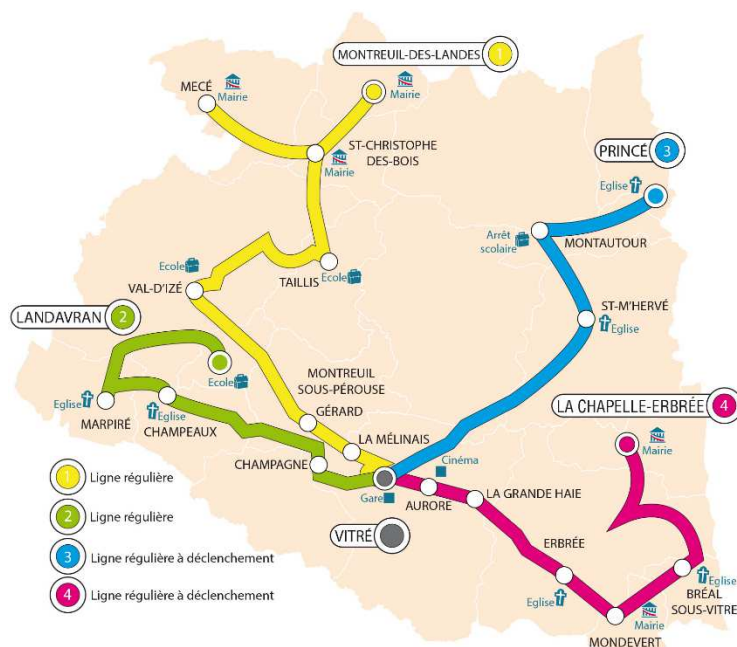 MONTREUIL-DES-LANDES 1
MECÉ
Mairie
Mairie
ST-CHRISTOPHE
DES-BOIS
Mairie
PRINCÉ 3
Eglise
Arrêt
scolaire
MONTAUTOUR
Ecole
TAILLIS
Ecole
VAL-D'IZÉ
ST-M'HERVÉ
Eglise
LANDAVRAN 2
Ecole
MONTREUIL
SOUS-PÉROUSE
GÉRARD
Eglise
MARPIRÉ
Eglise
CHAMPEAUX
LA CHAPELLE-ERBRÉE 4
Mairie
LA MÉLINAIS
CHAMPAGNE
Cinéma
Gare
AURORE
LA GRANDE HAIE
VITRÉ
ERBRÉE
Eglise
Eglise
BRÉAL
SOUS-VITRE
Mairie
MONDEVERT
1 Ligne régulière
2 Ligne régulière
3 Ligne régulière à déclenchement
4 Ligne régulière à déclenchement